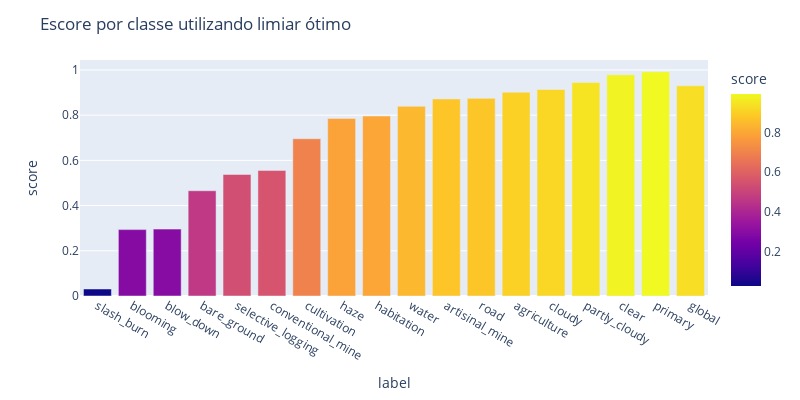 Escore por classe utilizando limiar ótimo
score
1
0.8
0.6
0.4
0.2
0
slash_burn
blooming
blow_down
bare_ground
selective_logging
conventional_mine
cultivation
haze
habitation
water
artisinal_mine
road
agriculture
cloudy
partly_cloudy
clear
primary
global
label
score
0.8
0.6
0.4
0.2